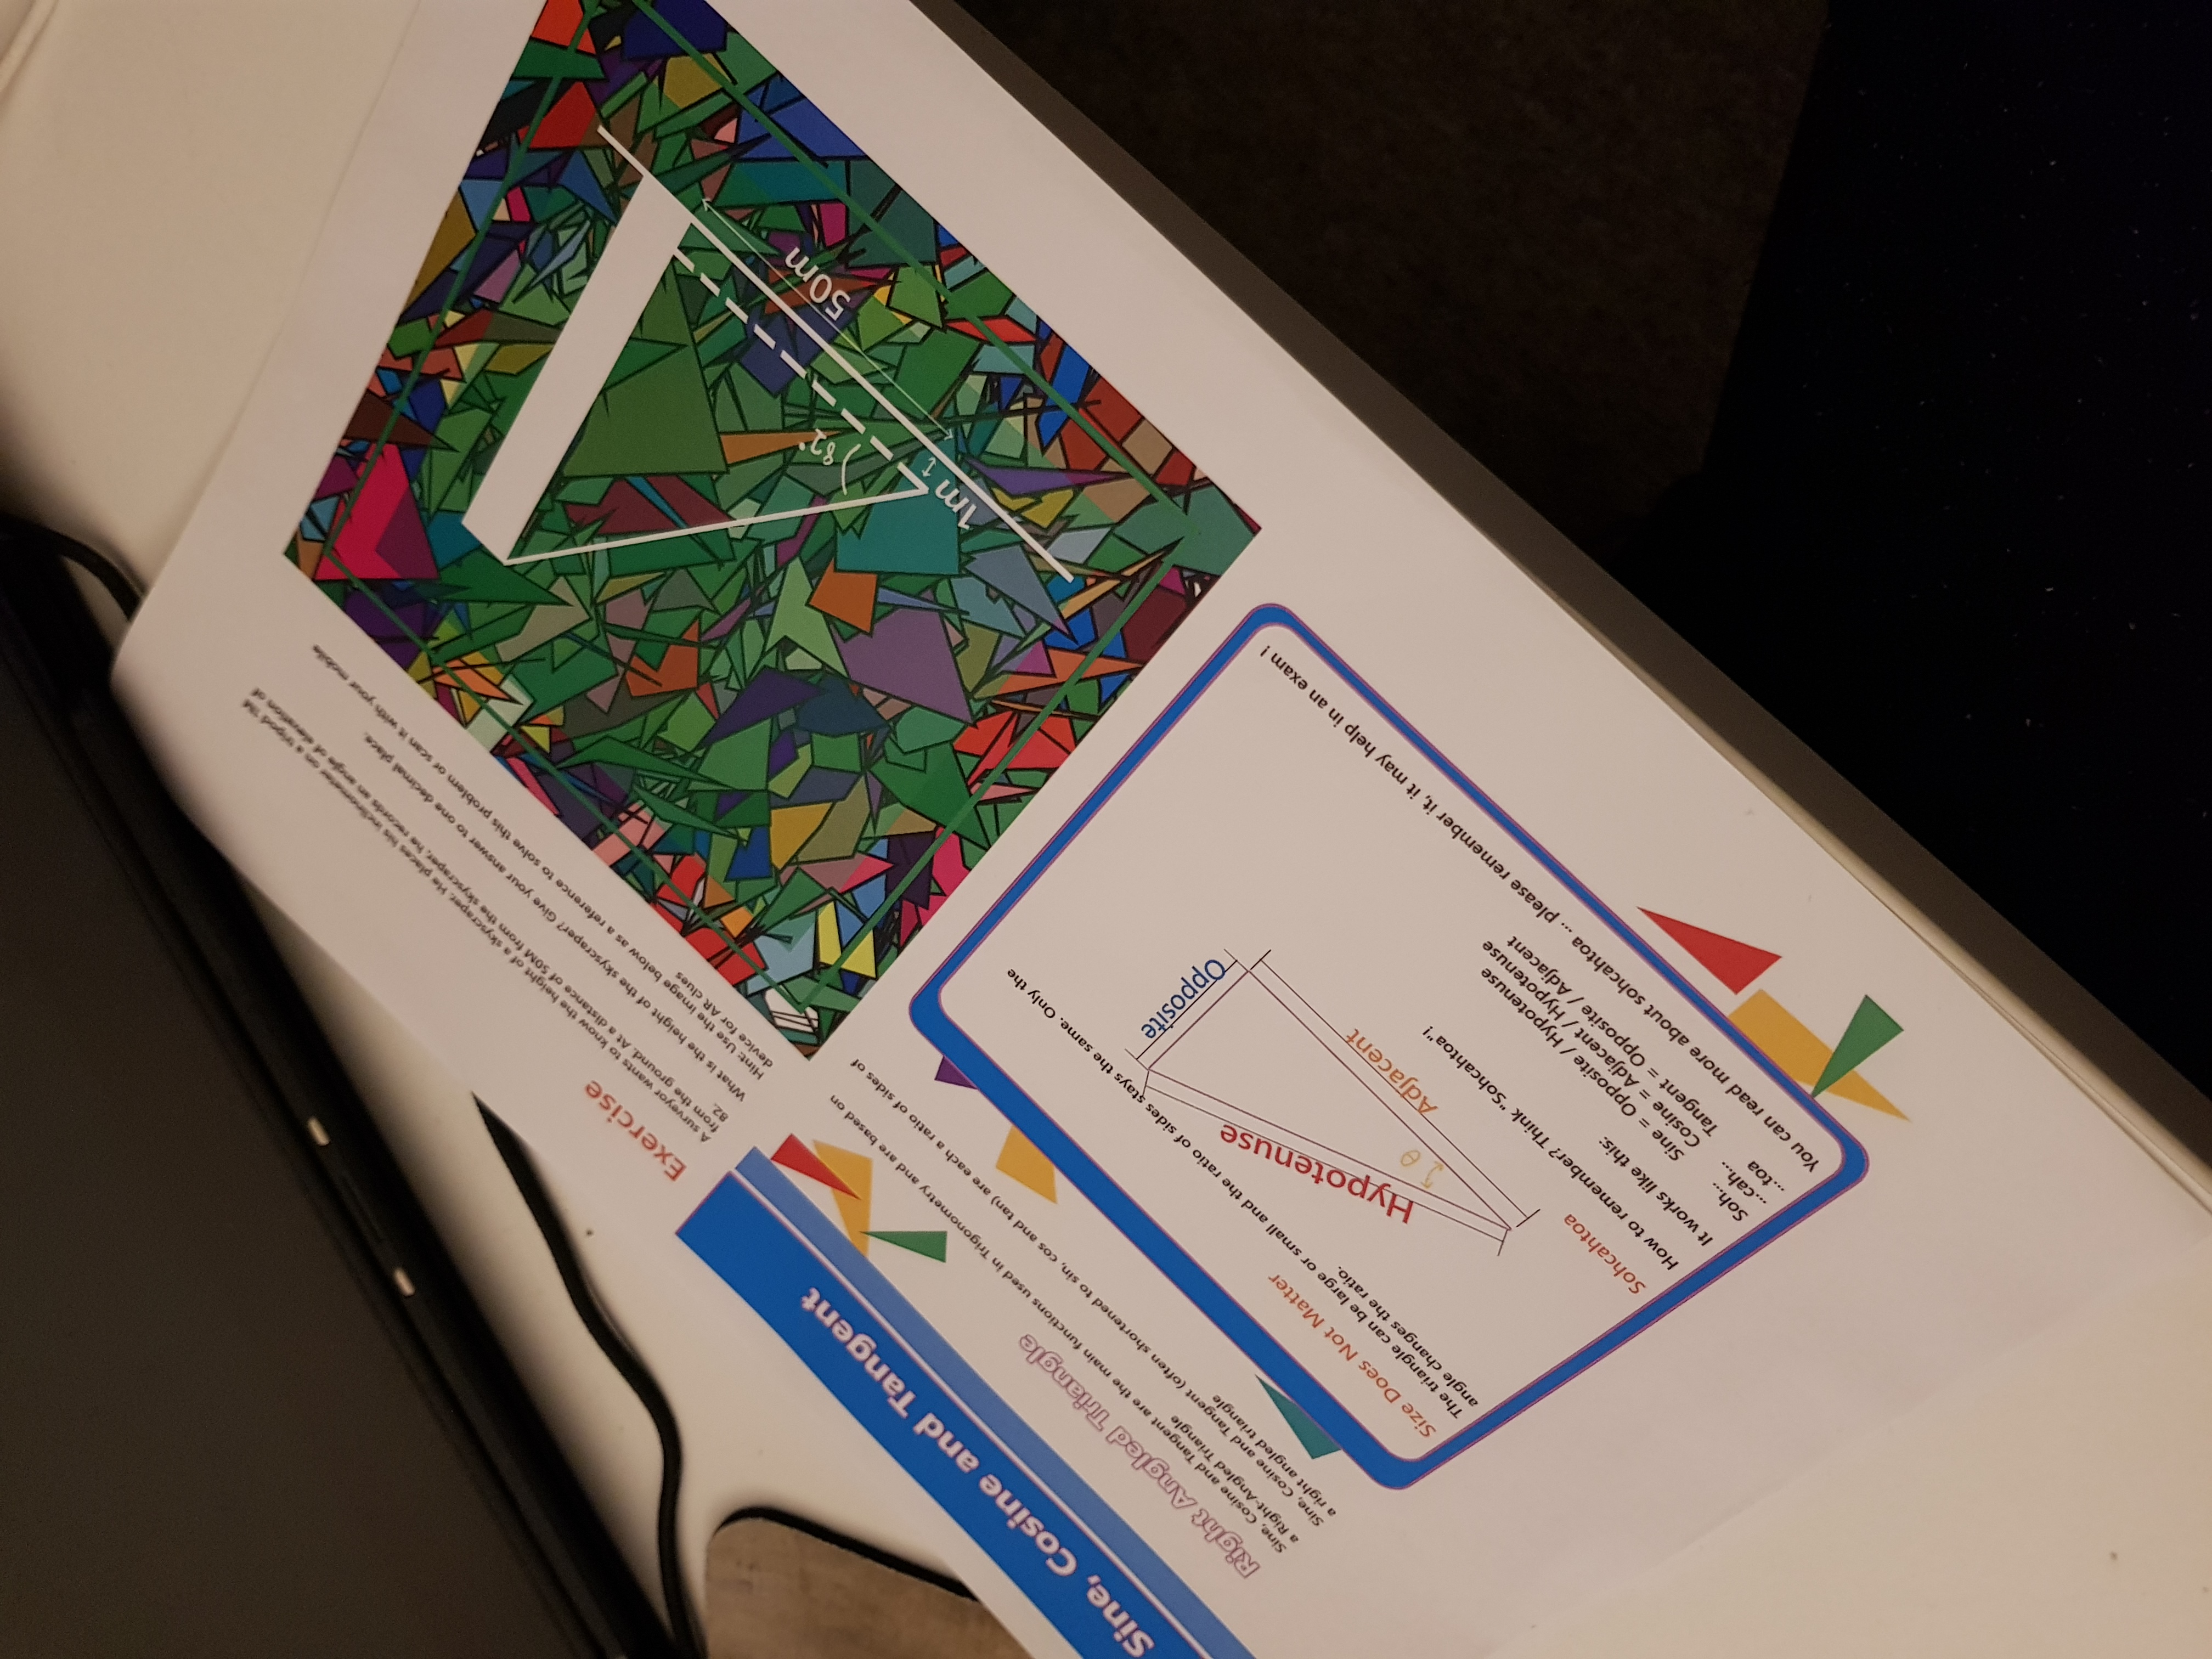 Sine, Cosine and Tangent
Right Angled Triangle
Sine, Cosine and Tangent are the main functions used in Trigonometry and are based on
a Right-Angled Triangle
Sine, Cosine and Tangent (often shortened to sin, cos and tan) are each a ratio of sides of
a right angled triangle
Size Does Not Matter
The triangle can be large or small and the ratio of sides stays the same. Only the
angle changes the ratio.
Hypotenuse
Opposite
θ
Adjacent
Sohcahtoa
How to remember? Think "Sohcahtoa"!
It works like this:
Soh... Sine = Opposite / Hypotenuse
...cah... Cosine = Adjacent / Hypotenuse
...toa Tangent = Opposite / Adjacent
You can read more about sohcahtoa ... please remember it, it may help in an exam !
Exercise
A surveyor wants to know the height of a skyscraper. He places his inclinometer on a tripod 1M
from the ground. At a distance of 50M from the skyscraper, he records an angle of elevation of
82.
What is the height of the skyscraper? Give your answer to one decimal place.
Hint: Use the image below as a reference to solve this problem or scan it with your mobile
device for AR clues
82°
1m
50m